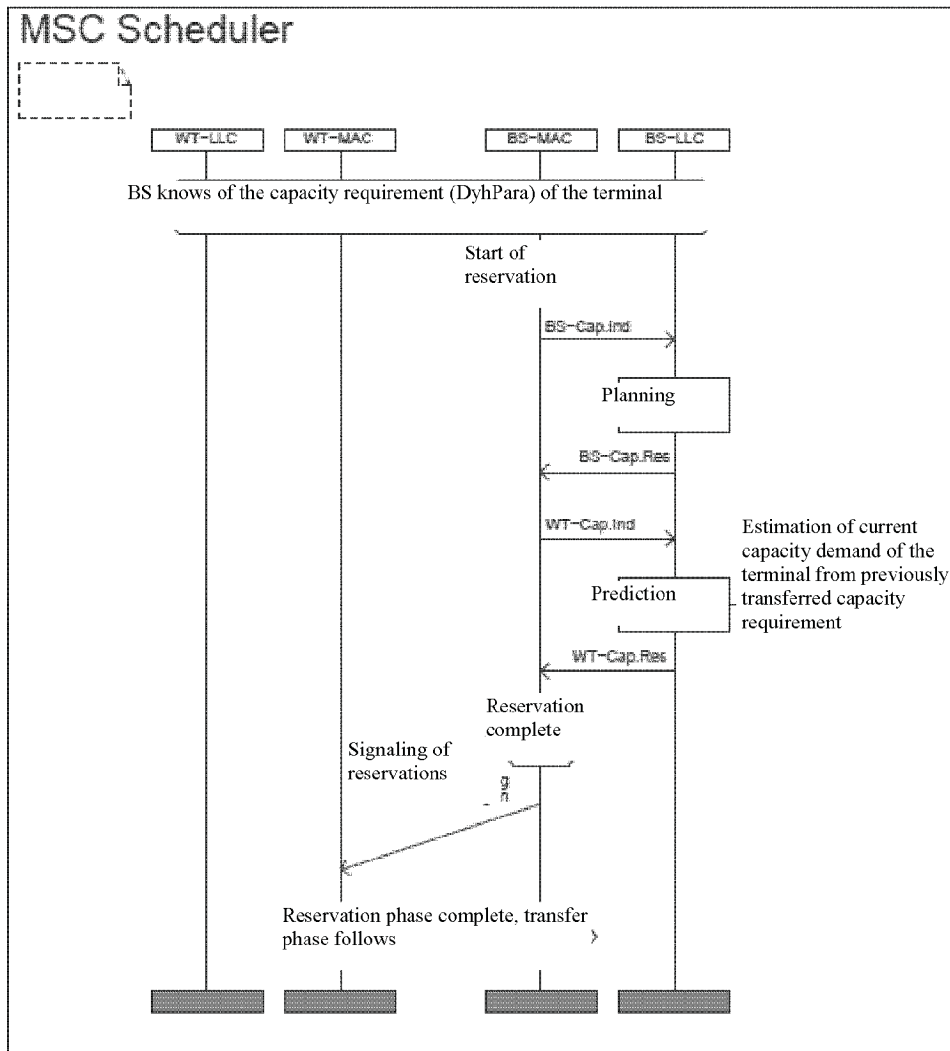 MSC Scheduler
WT-LLC WT-MAC BS-MAC BS-LLC
BS knows of the capacity requirement (DyhPara) of the terminal
Start of
reservation
BS-Cap.Ind
Planning
BS-Cap.Res
WT-Cap.Ind
Estimation of current
capacity demand of the
terminal from previously
transferred capacity
requirement
Prediction
WT-Cap.Res
Reservation
complete
Signaling of
reservations
Reservation phase complete, transfer
phase follows